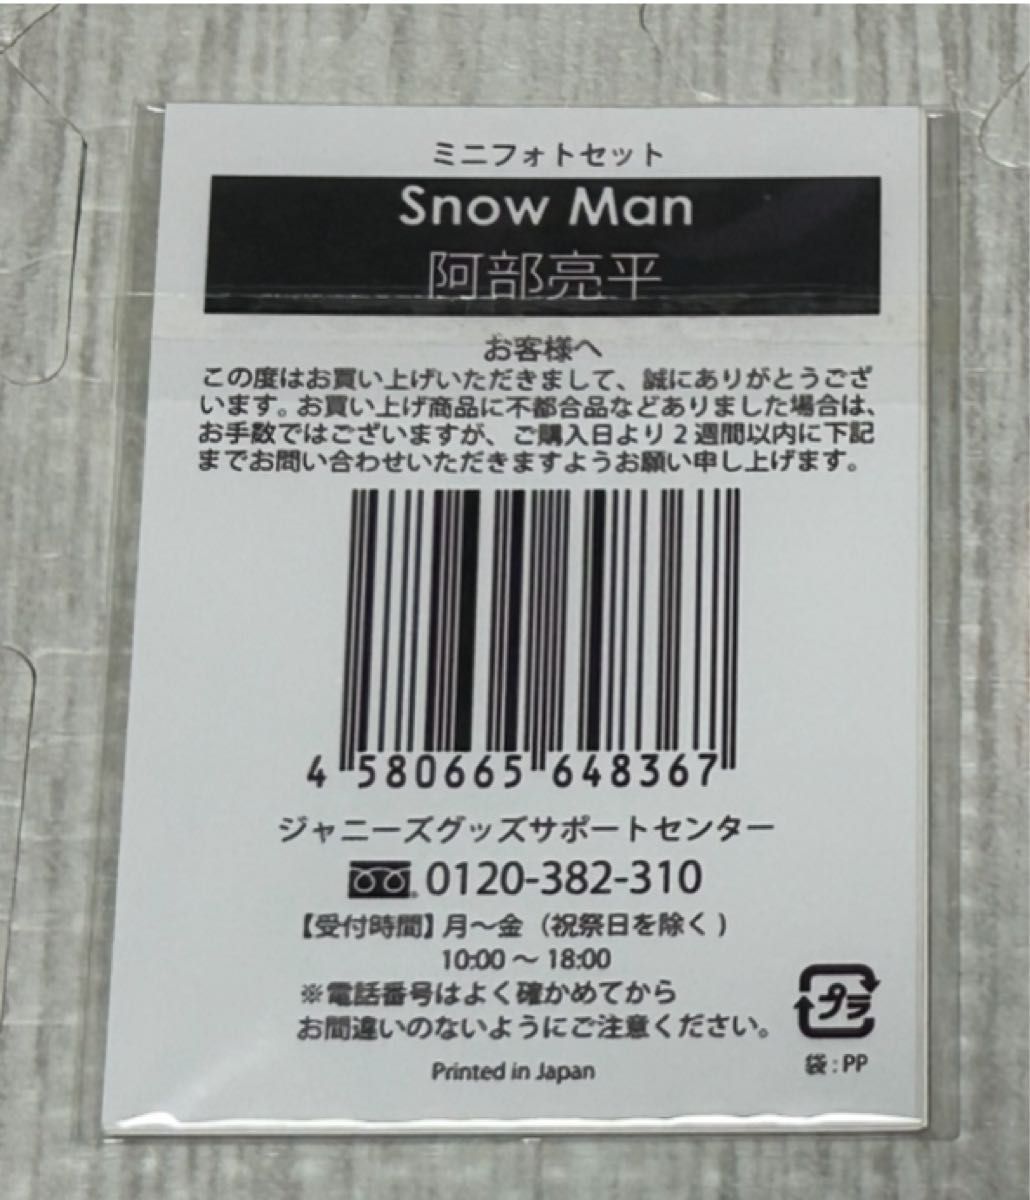 ミニフォトセット
Snow Man
阿部亮平
お客様へ
この度はお買い上げいただきまして、誠にありがとうござ
います。お買い上げ商品に不都合品などありました場合は、
お手数ではございますが、ご購入日より2週間以内に下記
までお問い合わせいただきますようお願い申し上げます。
4 580665 648367
ジャニーズグッズサポートセンター
0120-382-310
【受付時間】月～金（祝祭日を除く）
10:00～18:00
※電話番号はよく確かめてから
お間違いのないようにご注意ください。
プラ
袋:PP
Printed in Japan